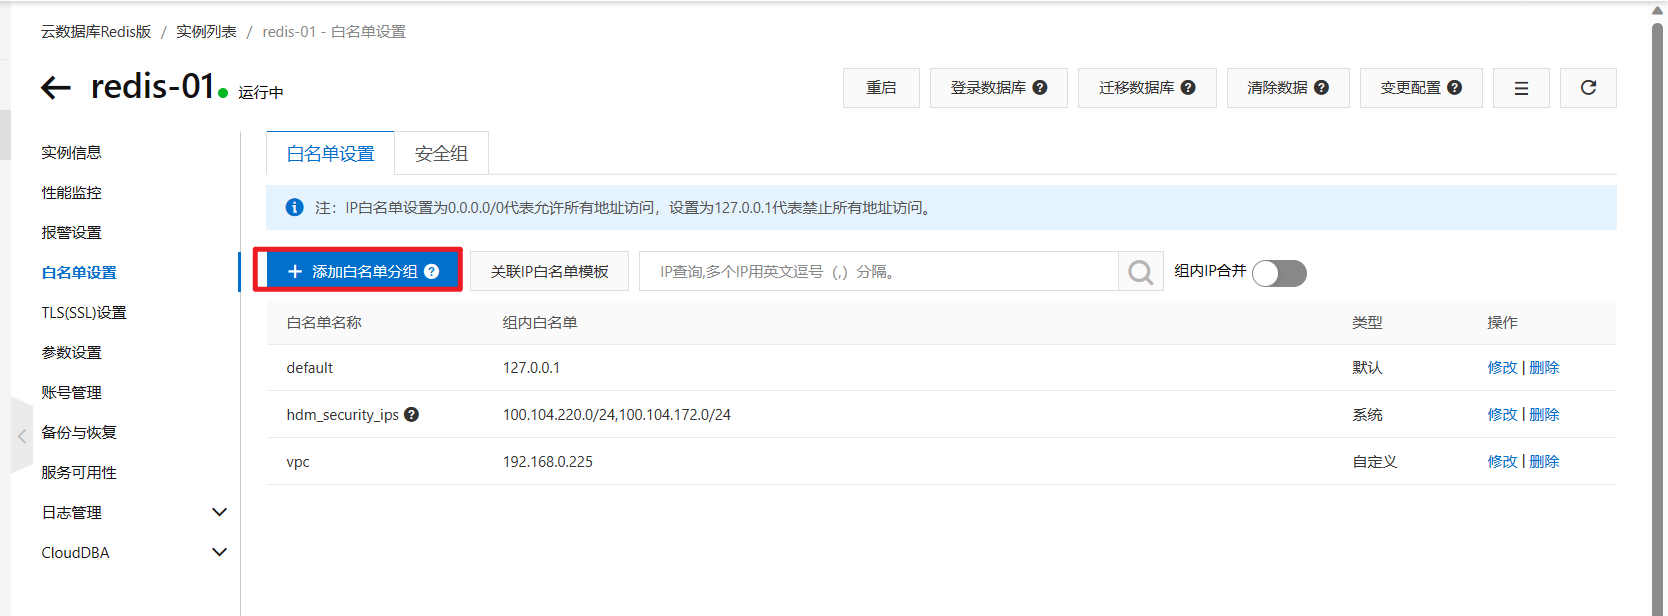 云数据库Redis版 / 实例列表 / redis-01 - 白名单设置
redis-01 运行中
重启 登录数据库 ? 迁移数据库 ? 清除数据 ? 变更配置 ?
实例信息
性能监控
报警设置
白名单设置
TLS(SSL)设置
参数设置
账号管理
备份与恢复
服务可用性
日志管理
CloudDBA
白名单设置 安全组
注：IP白名单设置为0.0.0.0/0代表允许所有地址访问，设置为127.0.0.1代表禁止所有地址访问。
+ 添加白名单分组 ? 关联IP白名单模板 IP查询,多个IP用英文逗号（,）分隔。 组内IP合并
白名单名称 组内白名单 类型 操作
default 127.0.0.1 默认 修改 | 删除
hdm_security_ips ? 100.104.220.0/24,100.104.172.0/24 系统 修改 | 删除
vpc 192.168.0.225 自定义 修改 | 删除